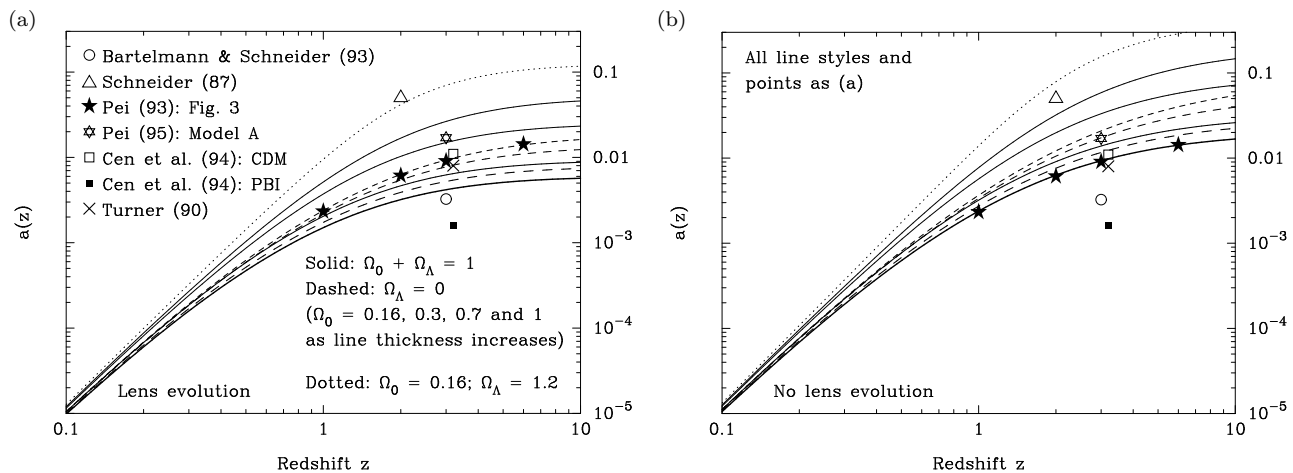 (a)
Bartelmann & Schneider (93)
Schneider (87)
Pei (93): Fig. 3
Pei (95): Model A
Cen et al. (94): CDM
Cen et al. (94): PBI
Turner (90)
Solid: Ω₀ + Ω_Λ = 1
Dashed: Ω_Λ = 0
(Ω₀ = 0.16, 0.3, 0.7 and 1
as line thickness increases)
Dotted: Ω₀ = 0.16; Ω_Λ = 1.2
Lens evolution
0.1
0.01
10⁻³
10⁻⁴
10⁻⁵
a(z)
0.1 1 10
Redshift z
(b)
All line styles and
points as (a)
No lens evolution
0.1
0.01
10⁻³
10⁻⁴
10⁻⁵
a(z)
0.1 1 10
Redshift z